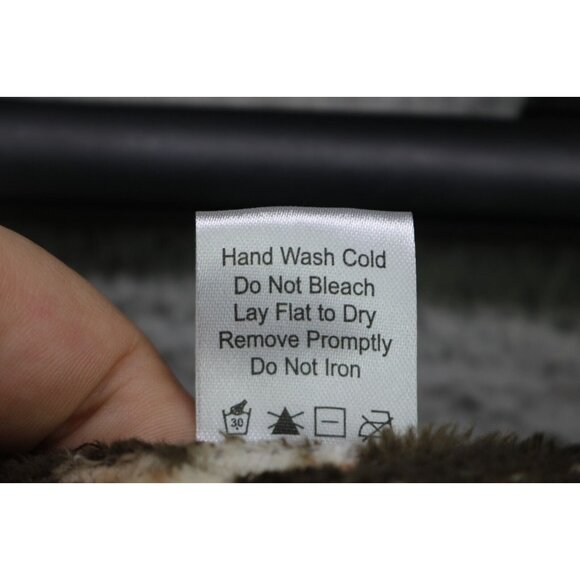 Hand Wash Cold
Do Not Bleach
Lay Flat to Dry
Remove Promptly
Do Not Iron
30